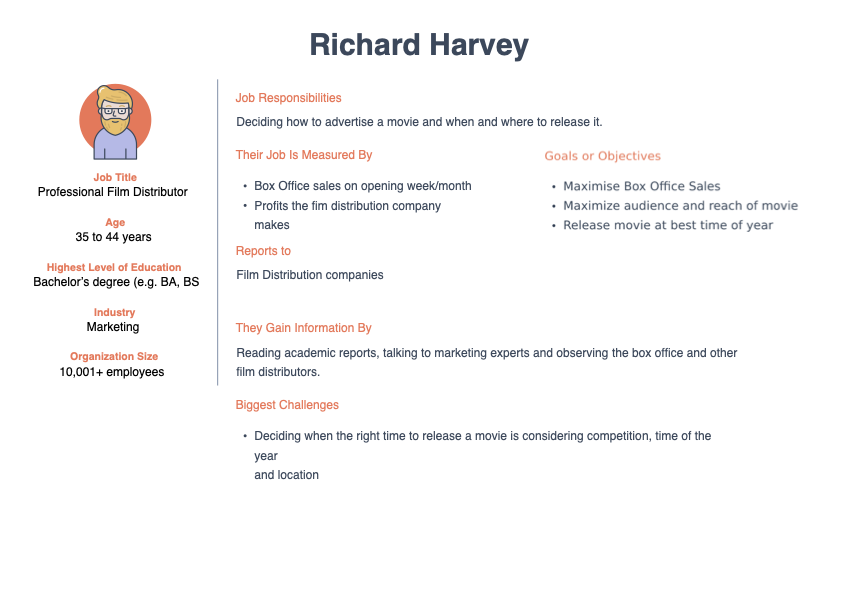 Richard Harvey
Job Title
Professional Film Distributor
Age
35 to 44 years
Highest Level of Education
Bachelor's degree (e.g. BA, BS
Industry
Marketing
Organization Size
10,001+ employees
Job Responsibilities
Deciding how to advertise a movie and when and where to release it.
Their Job Is Measured By
• Box Office sales on opening week/month
• Profits the fim distribution company
makes
Goals or Objectives
• Maximise Box Office Sales
• Maximize audience and reach of movie
• Release movie at best time of year
Reports to
Film Distribution companies
They Gain Information By
Reading academic reports, talking to marketing experts and observing the box office and other
film distributors.
Biggest Challenges
• Deciding when the right time to release a movie is considering competition, time of the
year
and location